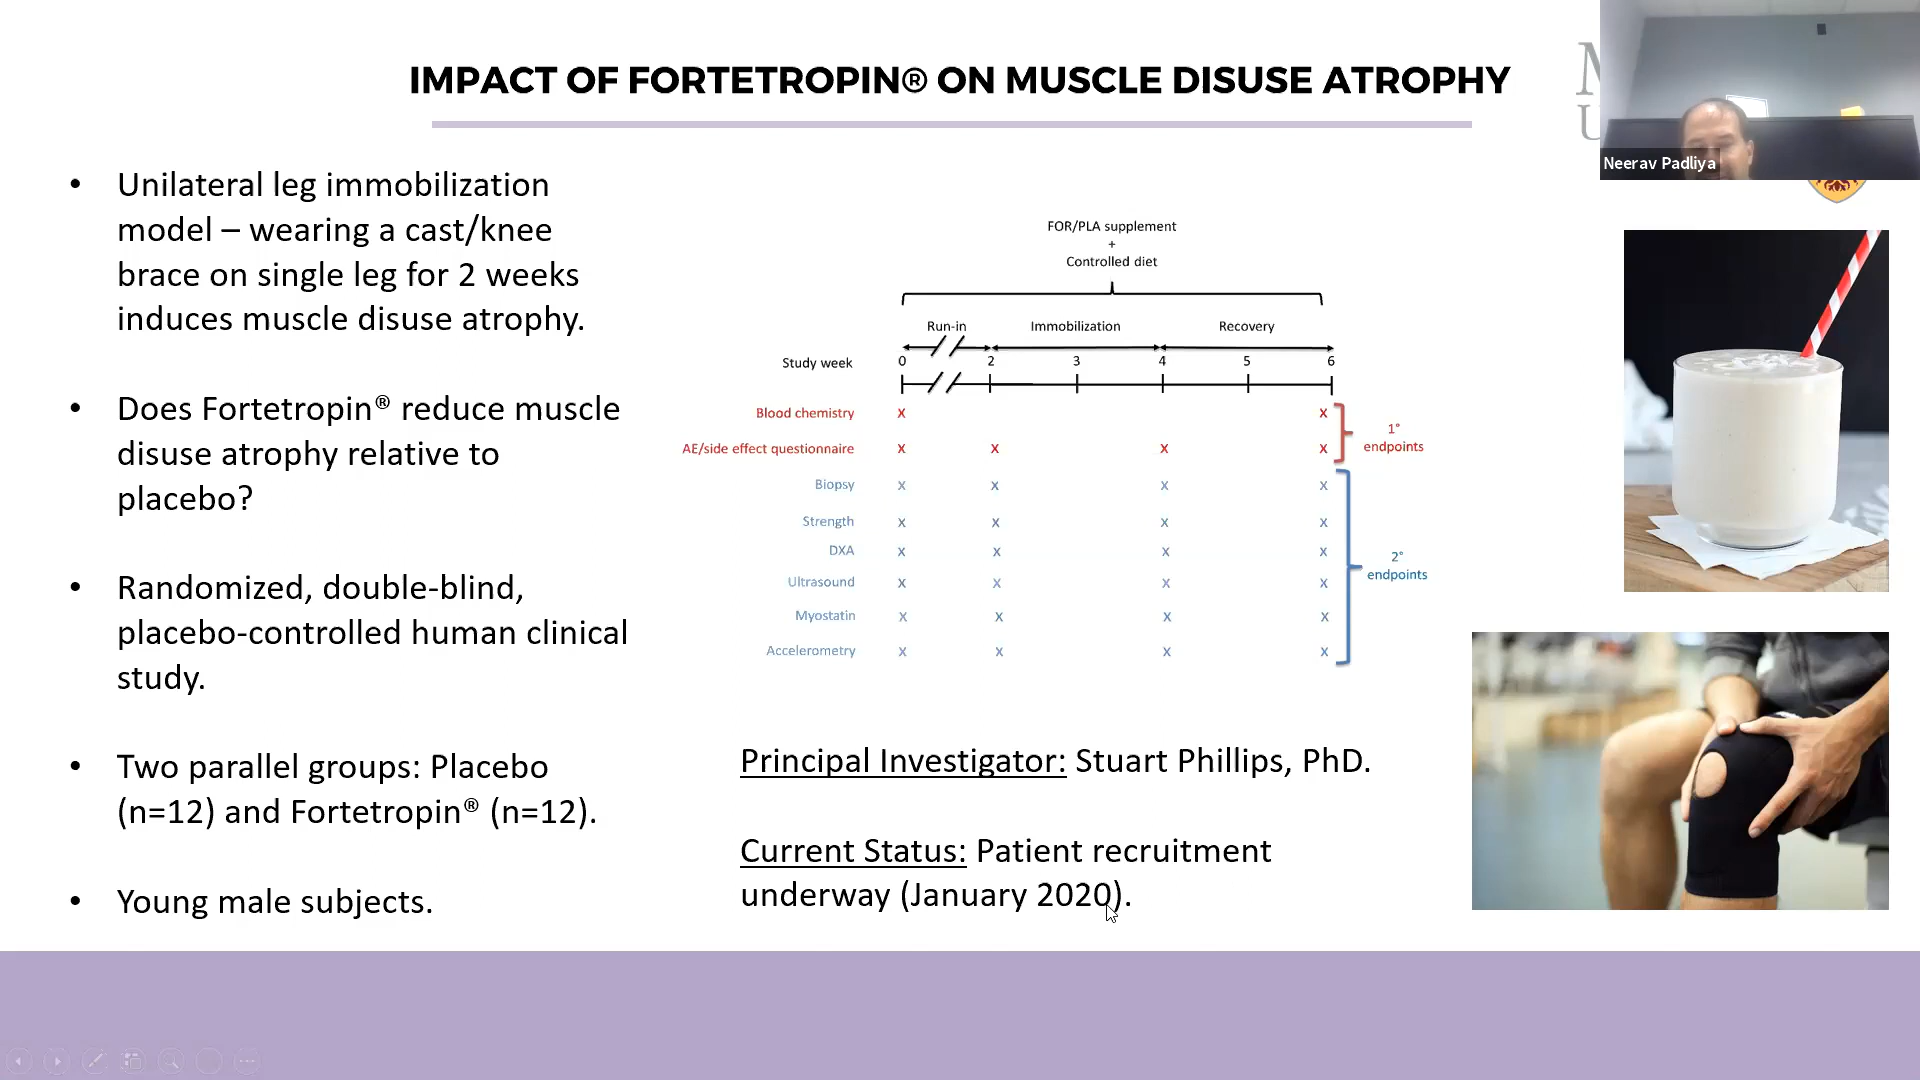 IMPACT OF FORTETROPIN® ON MUSCLE DISUSE ATROPHY
Neerav Padliya
• Unilateral leg immobilization
model – wearing a cast/knee
brace on single leg for 2 weeks
induces muscle disuse atrophy.
• Does Fortetropin® reduce muscle
disuse atrophy relative to
placebo?
• Randomized, double-blind,
placebo-controlled human clinical
study.
• Two parallel groups: Placebo
(n=12) and Fortetropin® (n=12).
• Young male subjects.
FOR/PLA supplement
+
Controlled diet
Run-in Immobilization Recovery
Study week 0 2 3 4 5 6
Blood chemistry x x
AE/side effect questionnaire x x x x
1°
endpoints
Biopsy x x x x
Strength x x x x
DXA x x x x
Ultrasound x x x x
Myostatin x x x x
Accelerometry x x x x
2°
endpoints
Principal Investigator: Stuart Phillips, PhD.
Current Status: Patient recruitment
underway (January 2020).